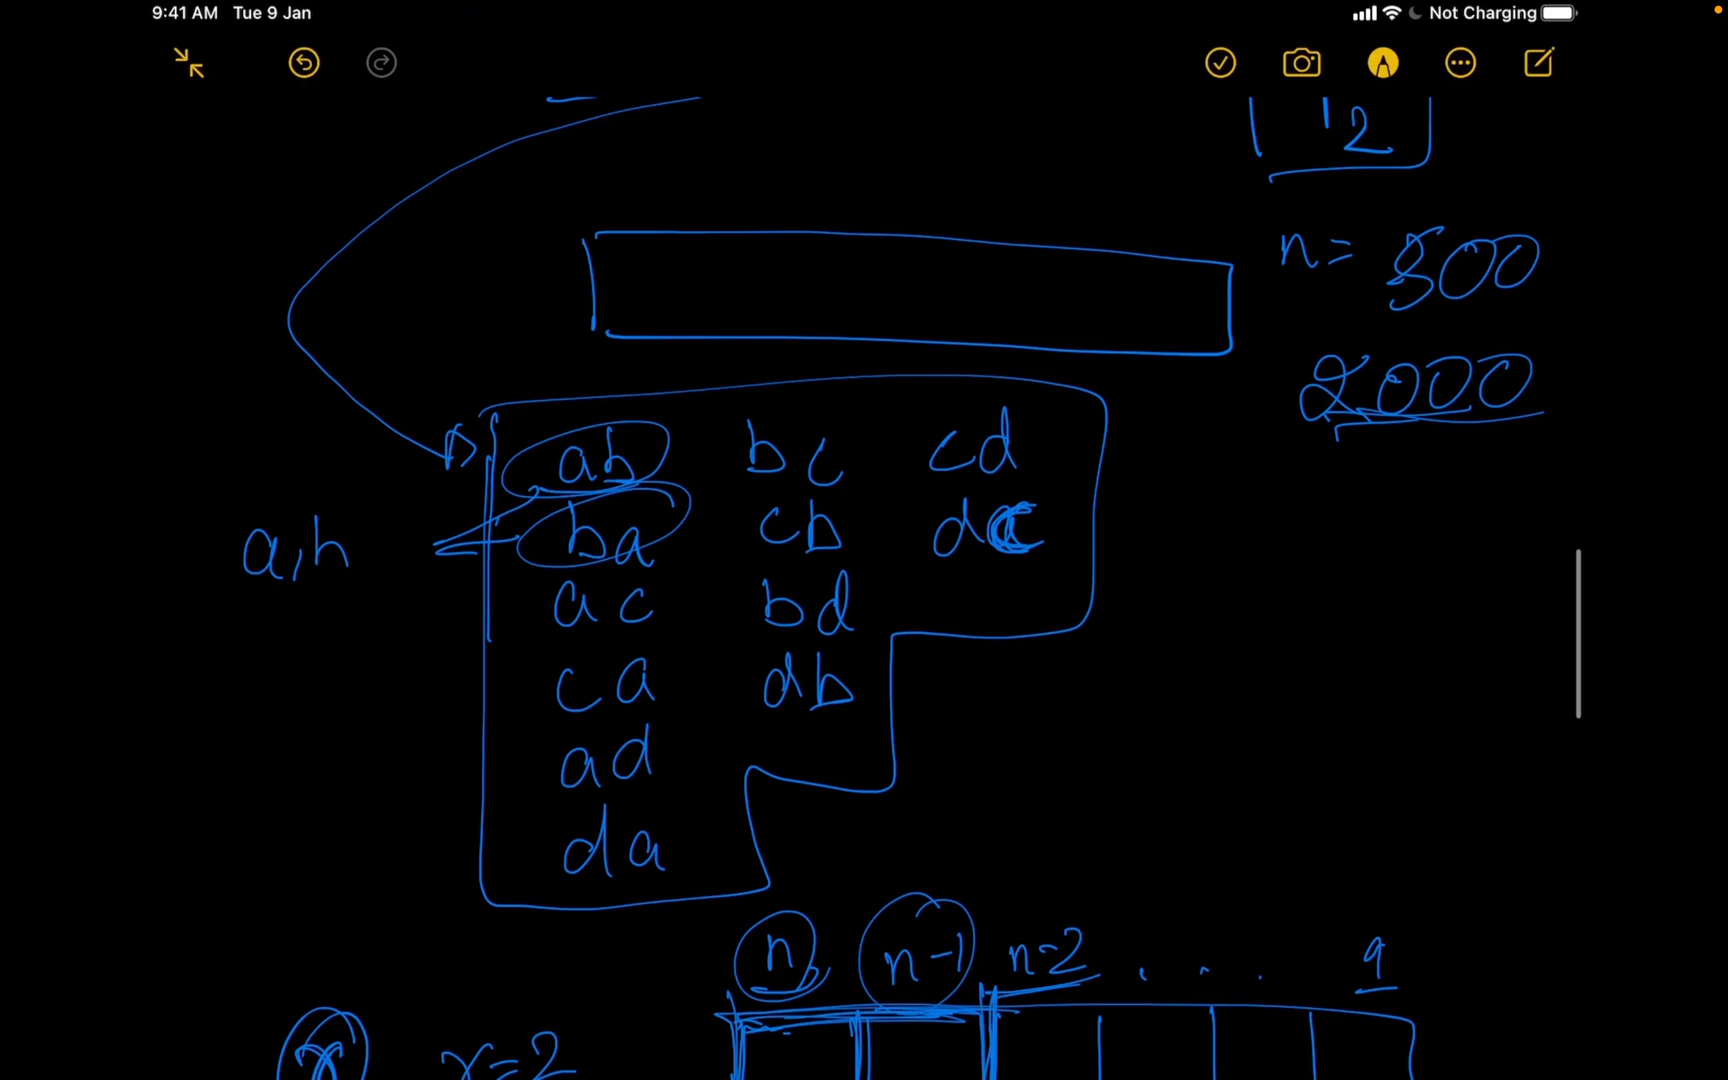 9:41 AM Tue 9 Jan
Not Charging
12
n = 500
2000
ab bc cd
ba cb dc
a,h
ac bd
ca db
ad
da
n n-1 n-2 . . . 1
r r=2